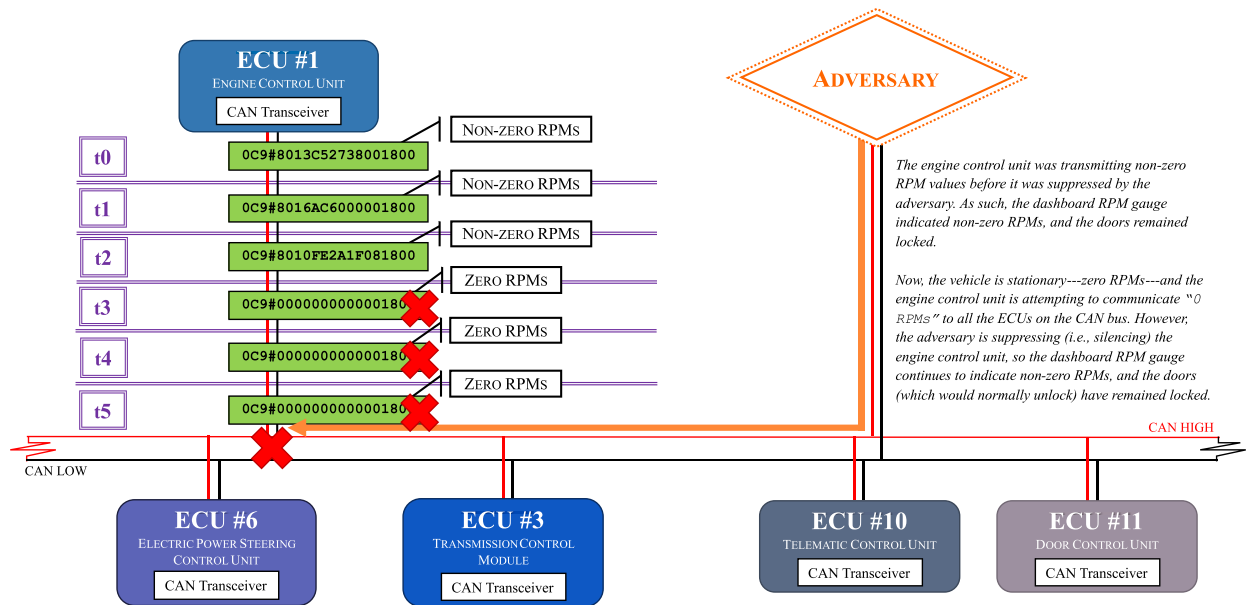 ECU #1
ENGINE CONTROL UNIT
CAN Transceiver
ADVERSARY
NON-ZERO RPMS
t0
0C9#8013C52738001800
NON-ZERO RPMS
t1
0C9#8016AC6000001800
NON-ZERO RPMS
t2
0C9#8010FE2A1F081800
ZERO RPMS
t3
0C9#000000000000180
ZERO RPMS
t4
0C9#000000000000180
ZERO RPMS
t5
0C9#000000000000180
The engine control unit was transmitting non-zero
RPM values before it was suppressed by the
adversary. As such, the dashboard RPM gauge
indicated non-zero RPMs, and the doors remained
locked.
Now, the vehicle is stationary---zero RPMs---and the
engine control unit is attempting to communicate “0
RPMs” to all the ECUs on the CAN bus. However,
the adversary is suppressing (i.e., silencing) the
engine control unit, so the dashboard RPM gauge
continues to indicate non-zero RPMs, and the doors
(which would normally unlock) have remained locked.
CAN HIGH
CAN LOW
ECU #6
ELECTRIC POWER STEERING
CONTROL UNIT
CAN Transceiver
ECU #3
TRANSMISSION CONTROL
MODULE
CAN Transceiver
ECU #10
TELEMATIC CONTROL UNIT
CAN Transceiver
ECU #11
DOOR CONTROL UNIT
CAN Transceiver